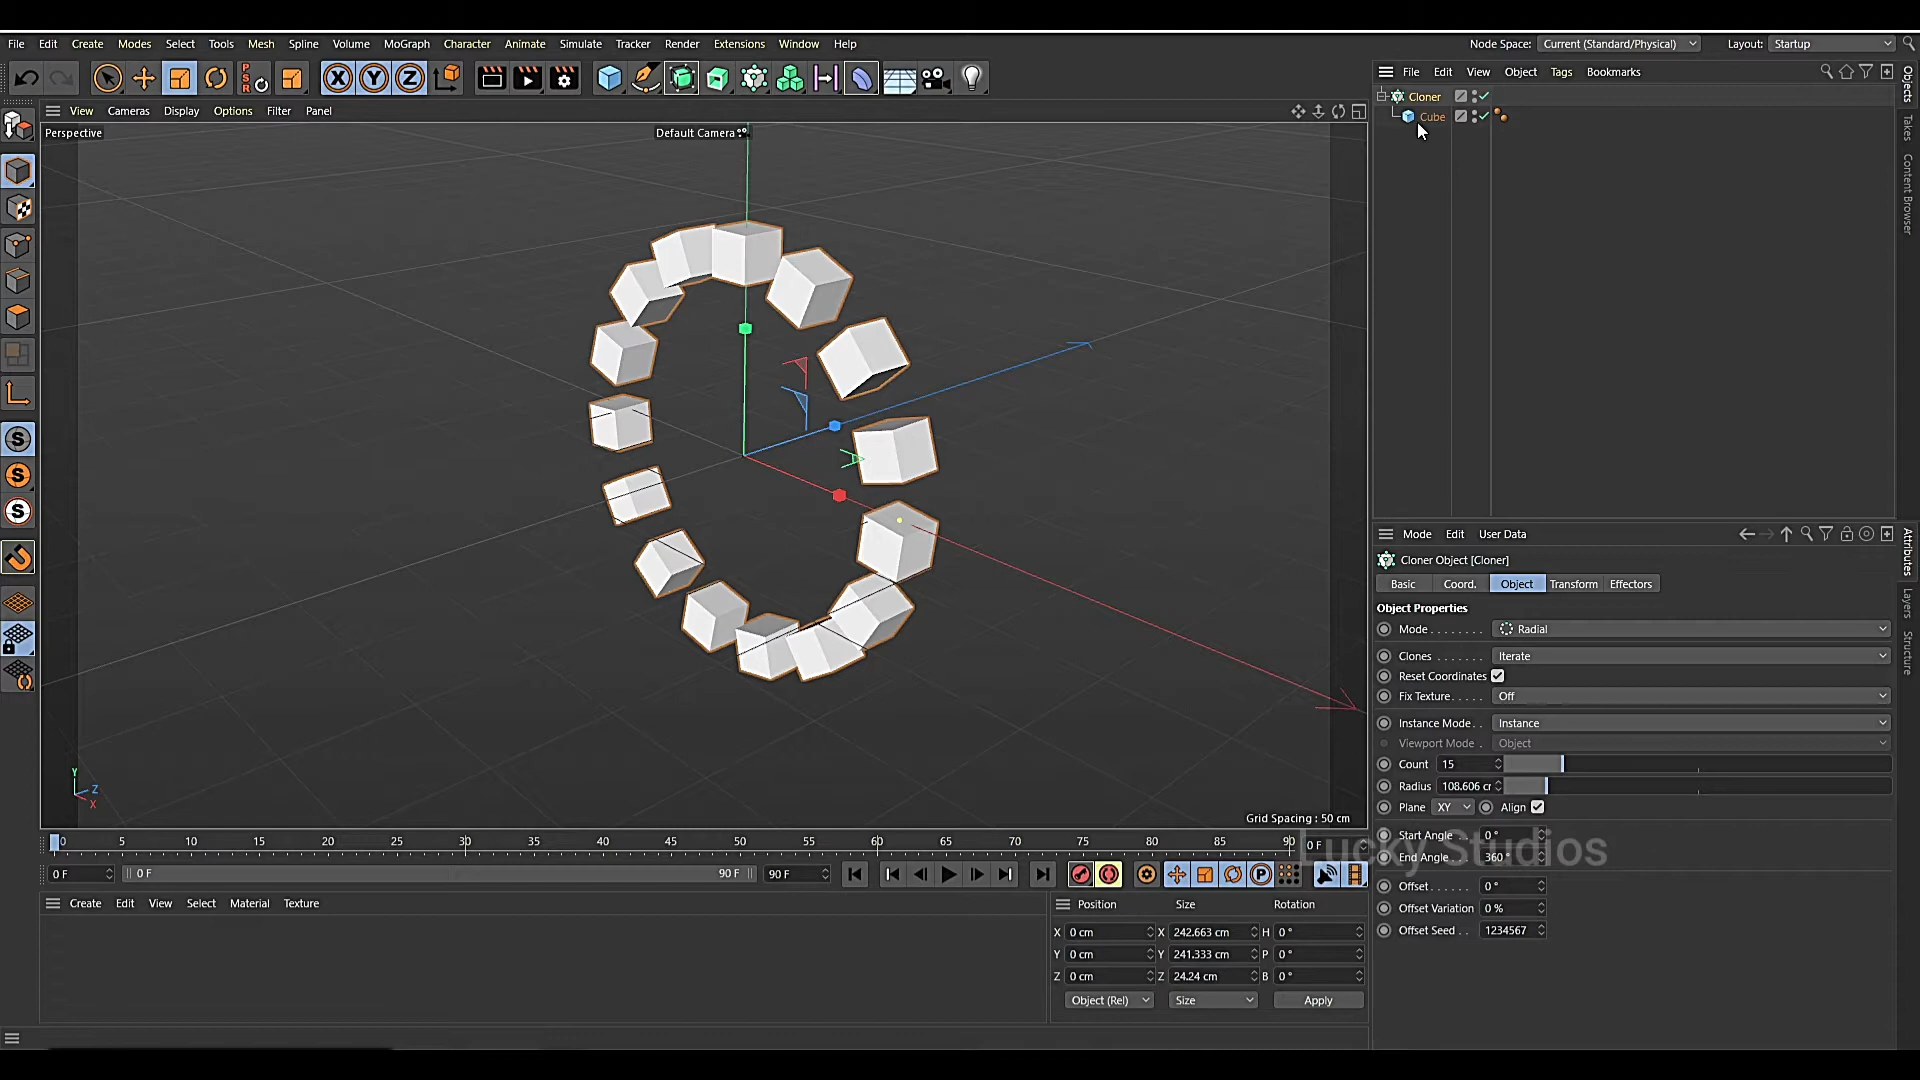 File Edit Create Modes Select Tools Mesh Spline Volume MoGraph Character Animate Simulate Tracker Render Extensions Window Help Node Space: Current (Standard/Physical) Layout: Startup
PSR X Y Z
File Edit View Object Tags Bookmarks
Cloner
Cube
Objects
Takes
Content Browser
View Cameras Display Options Filter Panel
Perspective
Default Camera
S
S
S
Y
Z
X
Grid Spacing : 50 cm
Mode Edit User Data
Attributes
Layers
Structure
Cloner Object [Cloner]
Basic Coord. Object Transform Effectors
Object Properties
Mode . . . . . . . . Radial
Clones . . . . . . . Iterate
Reset Coordinates
Fix Texture. . . . . Off
Instance Mode . . Instance
Viewport Mode . Object
Count 15
Radius 108.606 cr
Plane XY Align
Start Angle . . 0 °
End Angle . . . 360 °
Offset . . . . . . 0 °
Offset Variation 0 %
Offset Seed . . . 1234567
Lucky Studios
0 5 10 15 20 25 30 35 40 45 50 55 60 65 70 75 80 85 90 0 F
0 F 0 F 90 F 90 F P
Create Edit View Select Material Texture
Position Size Rotation
X 0 cm X 242.663 cm H 0 °
Y 0 cm Y 241.333 cm P 0 °
Z 0 cm Z 24.24 cm B 0 °
Object (Rel) Size Apply